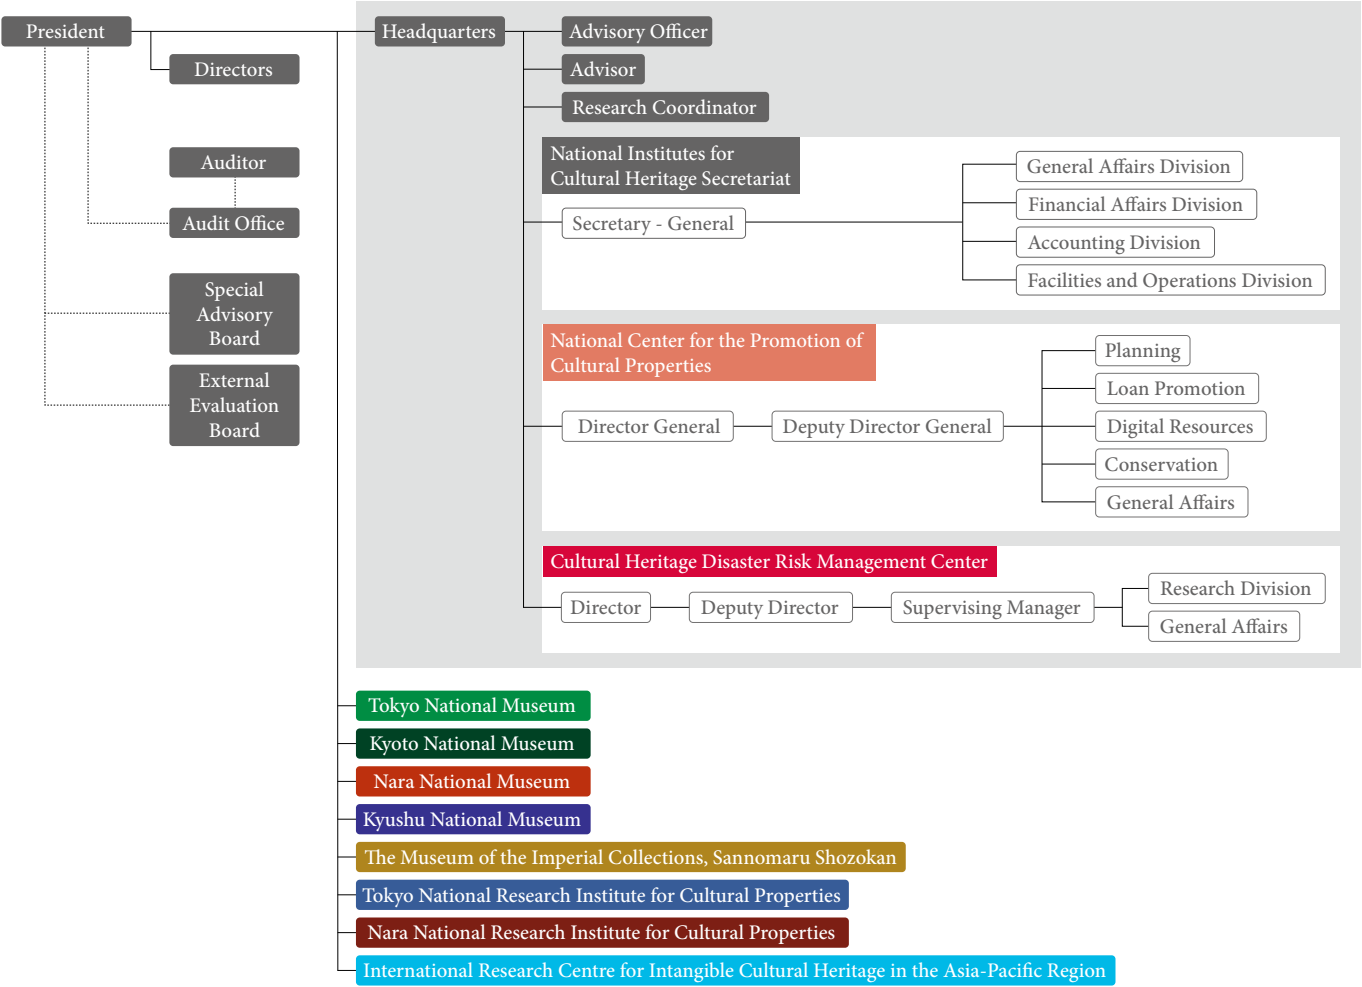 President
Directors
Auditor
Audit Office
Special
Advisory
Board
External
Evaluation
Board
Headquarters
Advisory Officer
Advisor
Research Coordinator
National Institutes for
Cultural Heritage Secretariat
Secretary - General
General Affairs Division
Financial Affairs Division
Accounting Division
Facilities and Operations Division
National Center for the Promotion of
Cultural Properties
Director General
Deputy Director General
Planning
Loan Promotion
Digital Resources
Conservation
General Affairs
Cultural Heritage Disaster Risk Management Center
Director
Deputy Director
Supervising Manager
Research Division
General Affairs
Tokyo National Museum
Kyoto National Museum
Nara National Museum
Kyushu National Museum
The Museum of the Imperial Collections, Sannomaru Shozokan
Tokyo National Research Institute for Cultural Properties
Nara National Research Institute for Cultural Properties
International Research Centre for Intangible Cultural Heritage in the Asia-Pacific Region